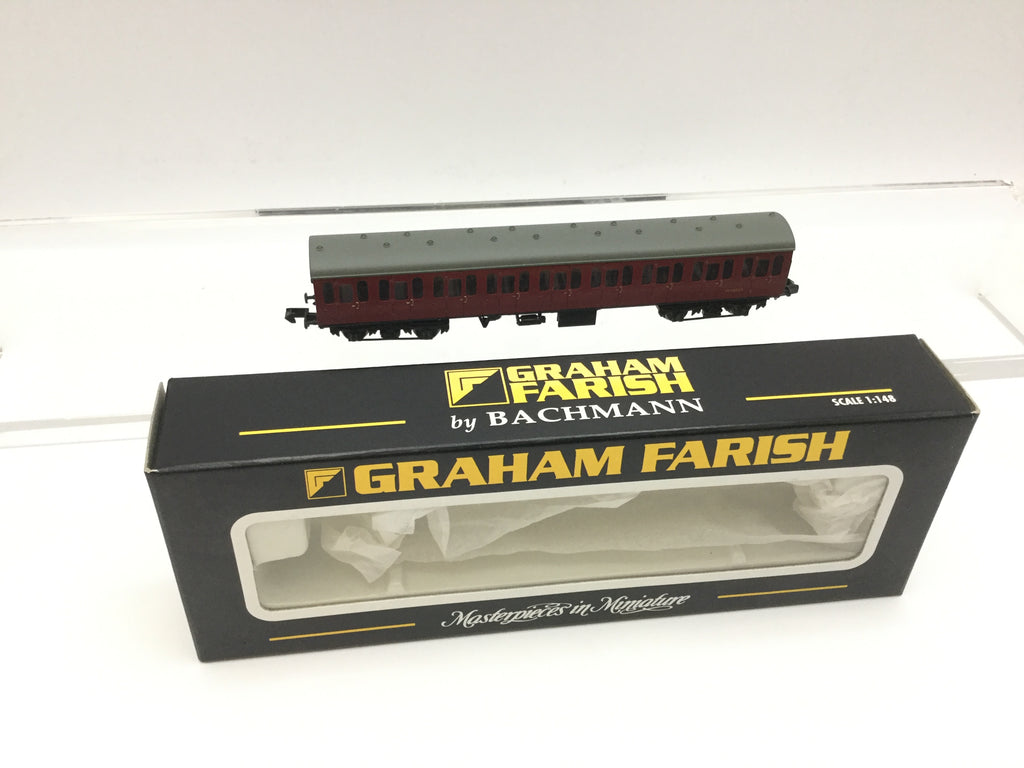 GRAHAM
FARISH
by BACHMANN
SCALE 1:148
GRAHAM FARISH
Masterpieces in Miniature